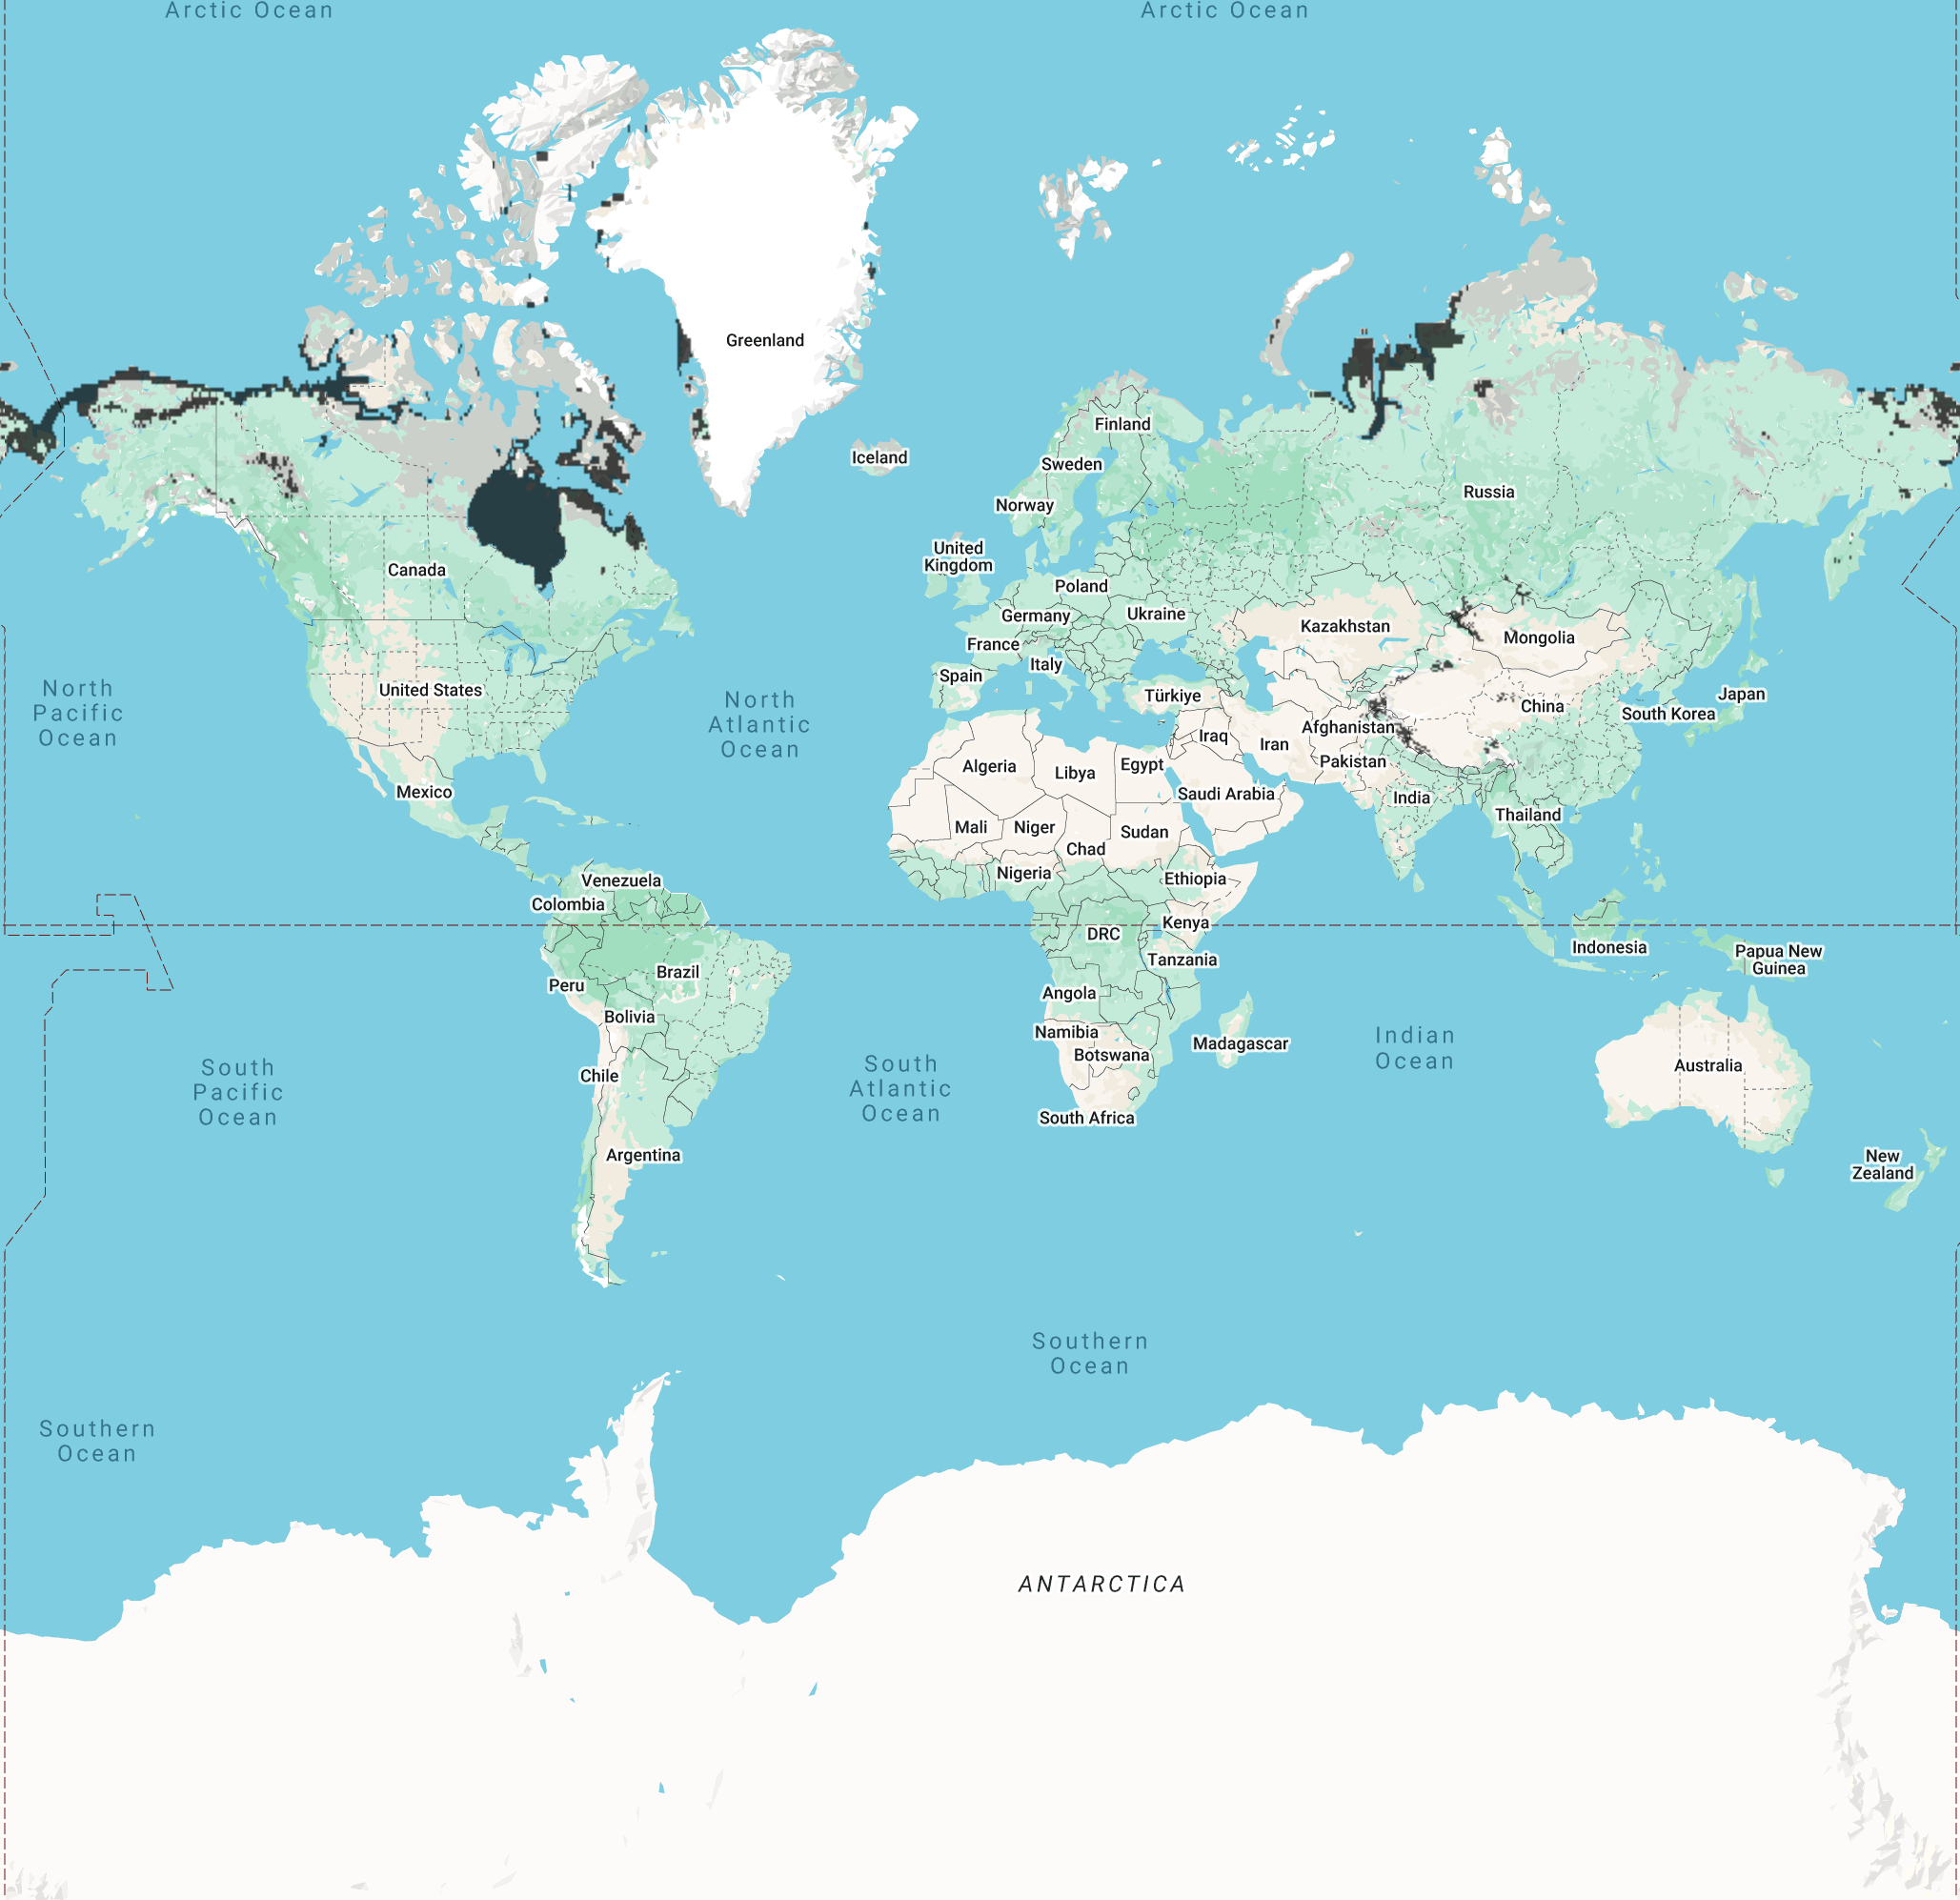 Arctic Ocean
Arctic Ocean
Greenland
Finland
Iceland
Sweden
Russia
Norway
United
Kingdom
Canada
Poland
Germany
Ukraine
Kazakhstan
Mongolia
France
Italy
Spain
United States
Türkiye
Japan
China
South Korea
North
Pacific
Ocean
North
Atlantic
Ocean
Afghanistan
Iraq
Iran
Pakistan
Algeria
Libya
Egypt
Saudi Arabia
India
Mexico
Thailand
Mali
Niger
Sudan
Chad
Nigeria
Ethiopia
Venezuela
Colombia
Kenya
DRC
Indonesia
Papua New
Guinea
Tanzania
Brazil
Peru
Angola
Bolivia
Namibia
Madagascar
Botswana
Indian
Ocean
Australia
Chile
South
Pacific
Ocean
South
Atlantic
Ocean
South Africa
Argentina
New
Zealand
Southern
Ocean
Southern
Ocean
ANTARCTICA